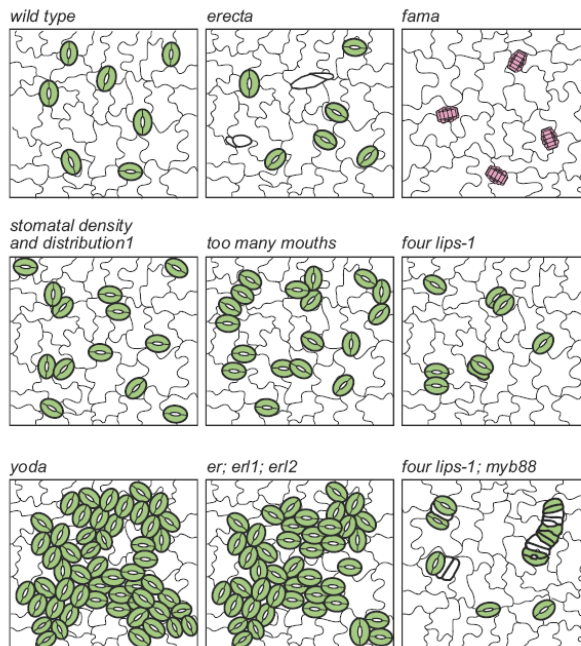 wild type
erecta
fama
stomatal density
and distribution1
too many mouths
four lips-1
yoda
er; erl1; erl2
four lips-1; myb88